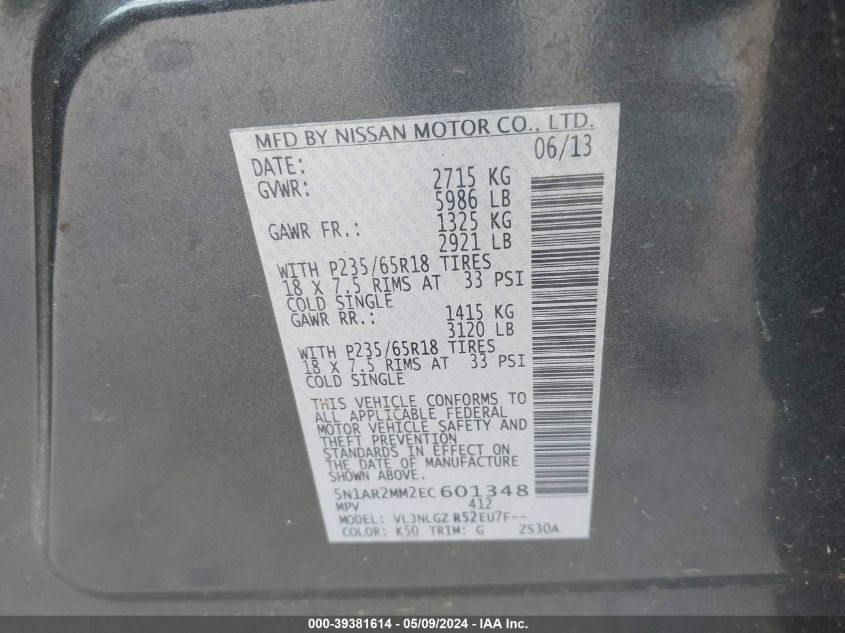 MFD BY NISSAN MOTOR CO., LTD.
DATE: 06/13
GVWR: 2715 KG
5986 LB
GAWR FR.: 1325 KG
2921 LB
WITH P235/65R18 TIRES
18 X 7.5 RIMS AT 33 PSI
COLD SINGLE
GAWR RR.: 1415 KG
3120 LB
WITH P235/65R18 TIRES
18 X 7.5 RIMS AT 33 PSI
COLD SINGLE
THIS VEHICLE CONFORMS TO
ALL APPLICABLE FEDERAL
MOTOR VEHICLE SAFETY AND
THEFT PREVENTION
STANDARDS IN EFFECT ON
THE DATE OF MANUFACTURE
SHOWN ABOVE.
5N1AR2MM2EC601348
MPV 412
MODEL: VLJNLGZ R52EU7F--
COLOR: K50 TRIM: G ZS30A
000-39381614 - 05/09/2024 - IAA, Inc.